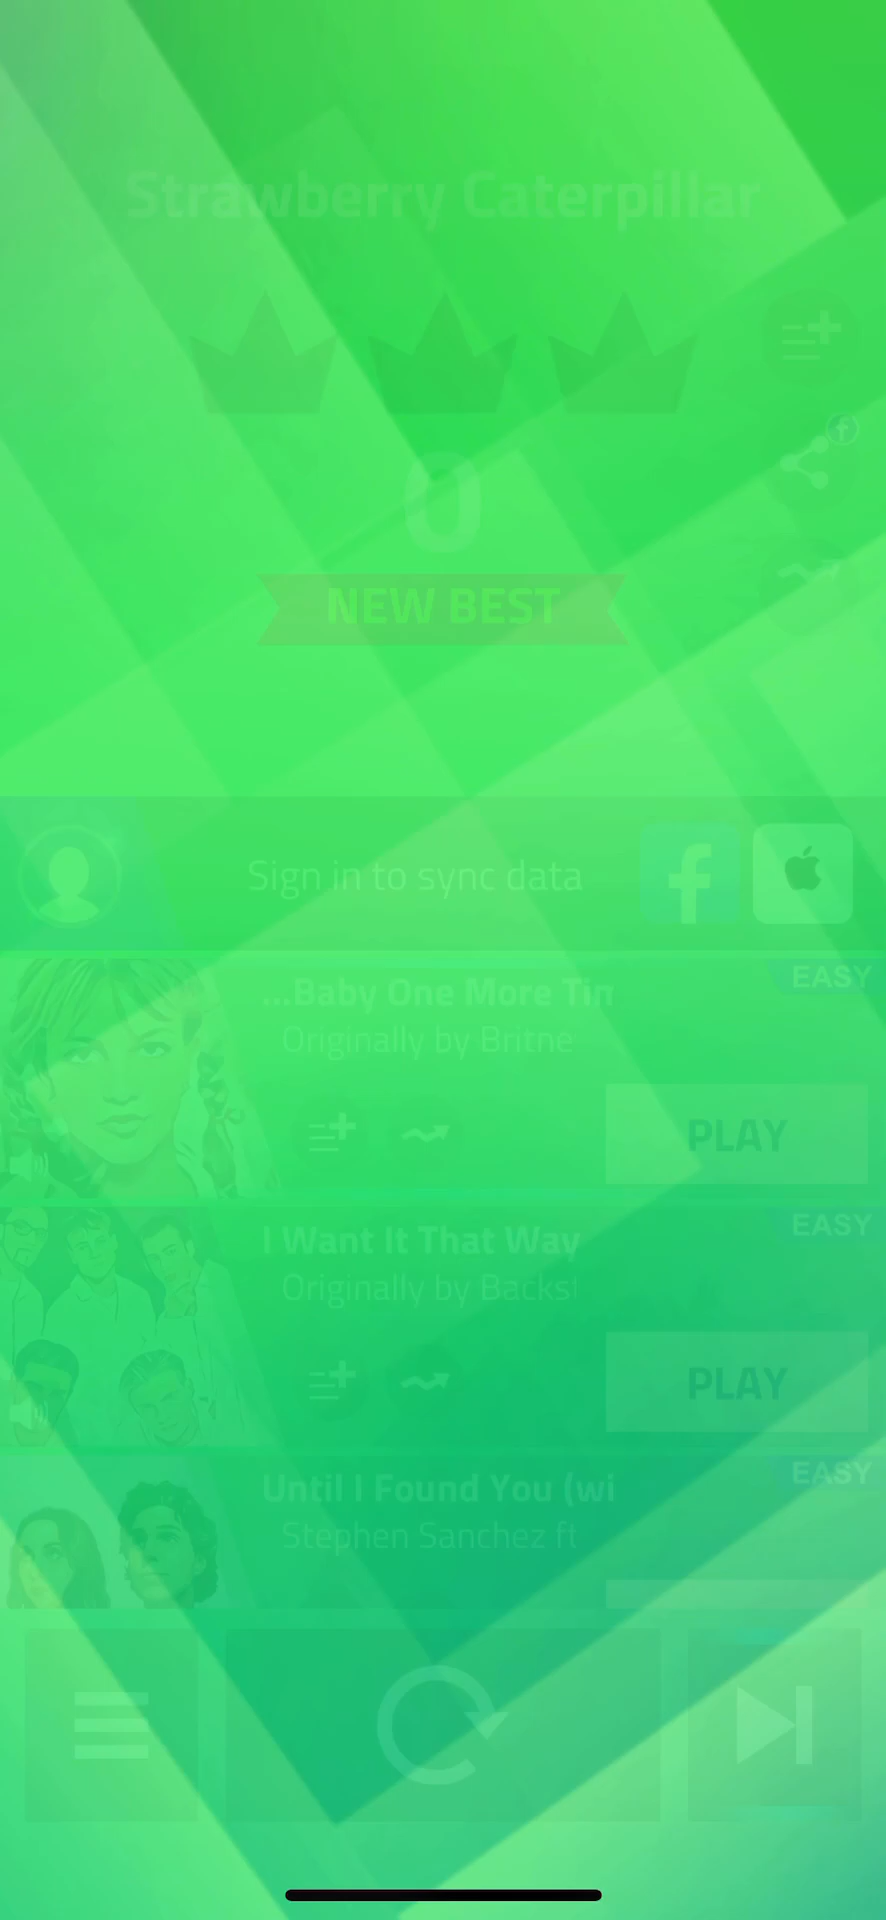 Strawberry Caterpillar
0
NEW BEST
Sign in to sync data
EASY
...Baby One More Tin
Originally by Britne
PLAY
EASY
I Want It That Way
Originally by Backs
PLAY
EASY
Until I Found You (wi
Stephen Sanchez ft